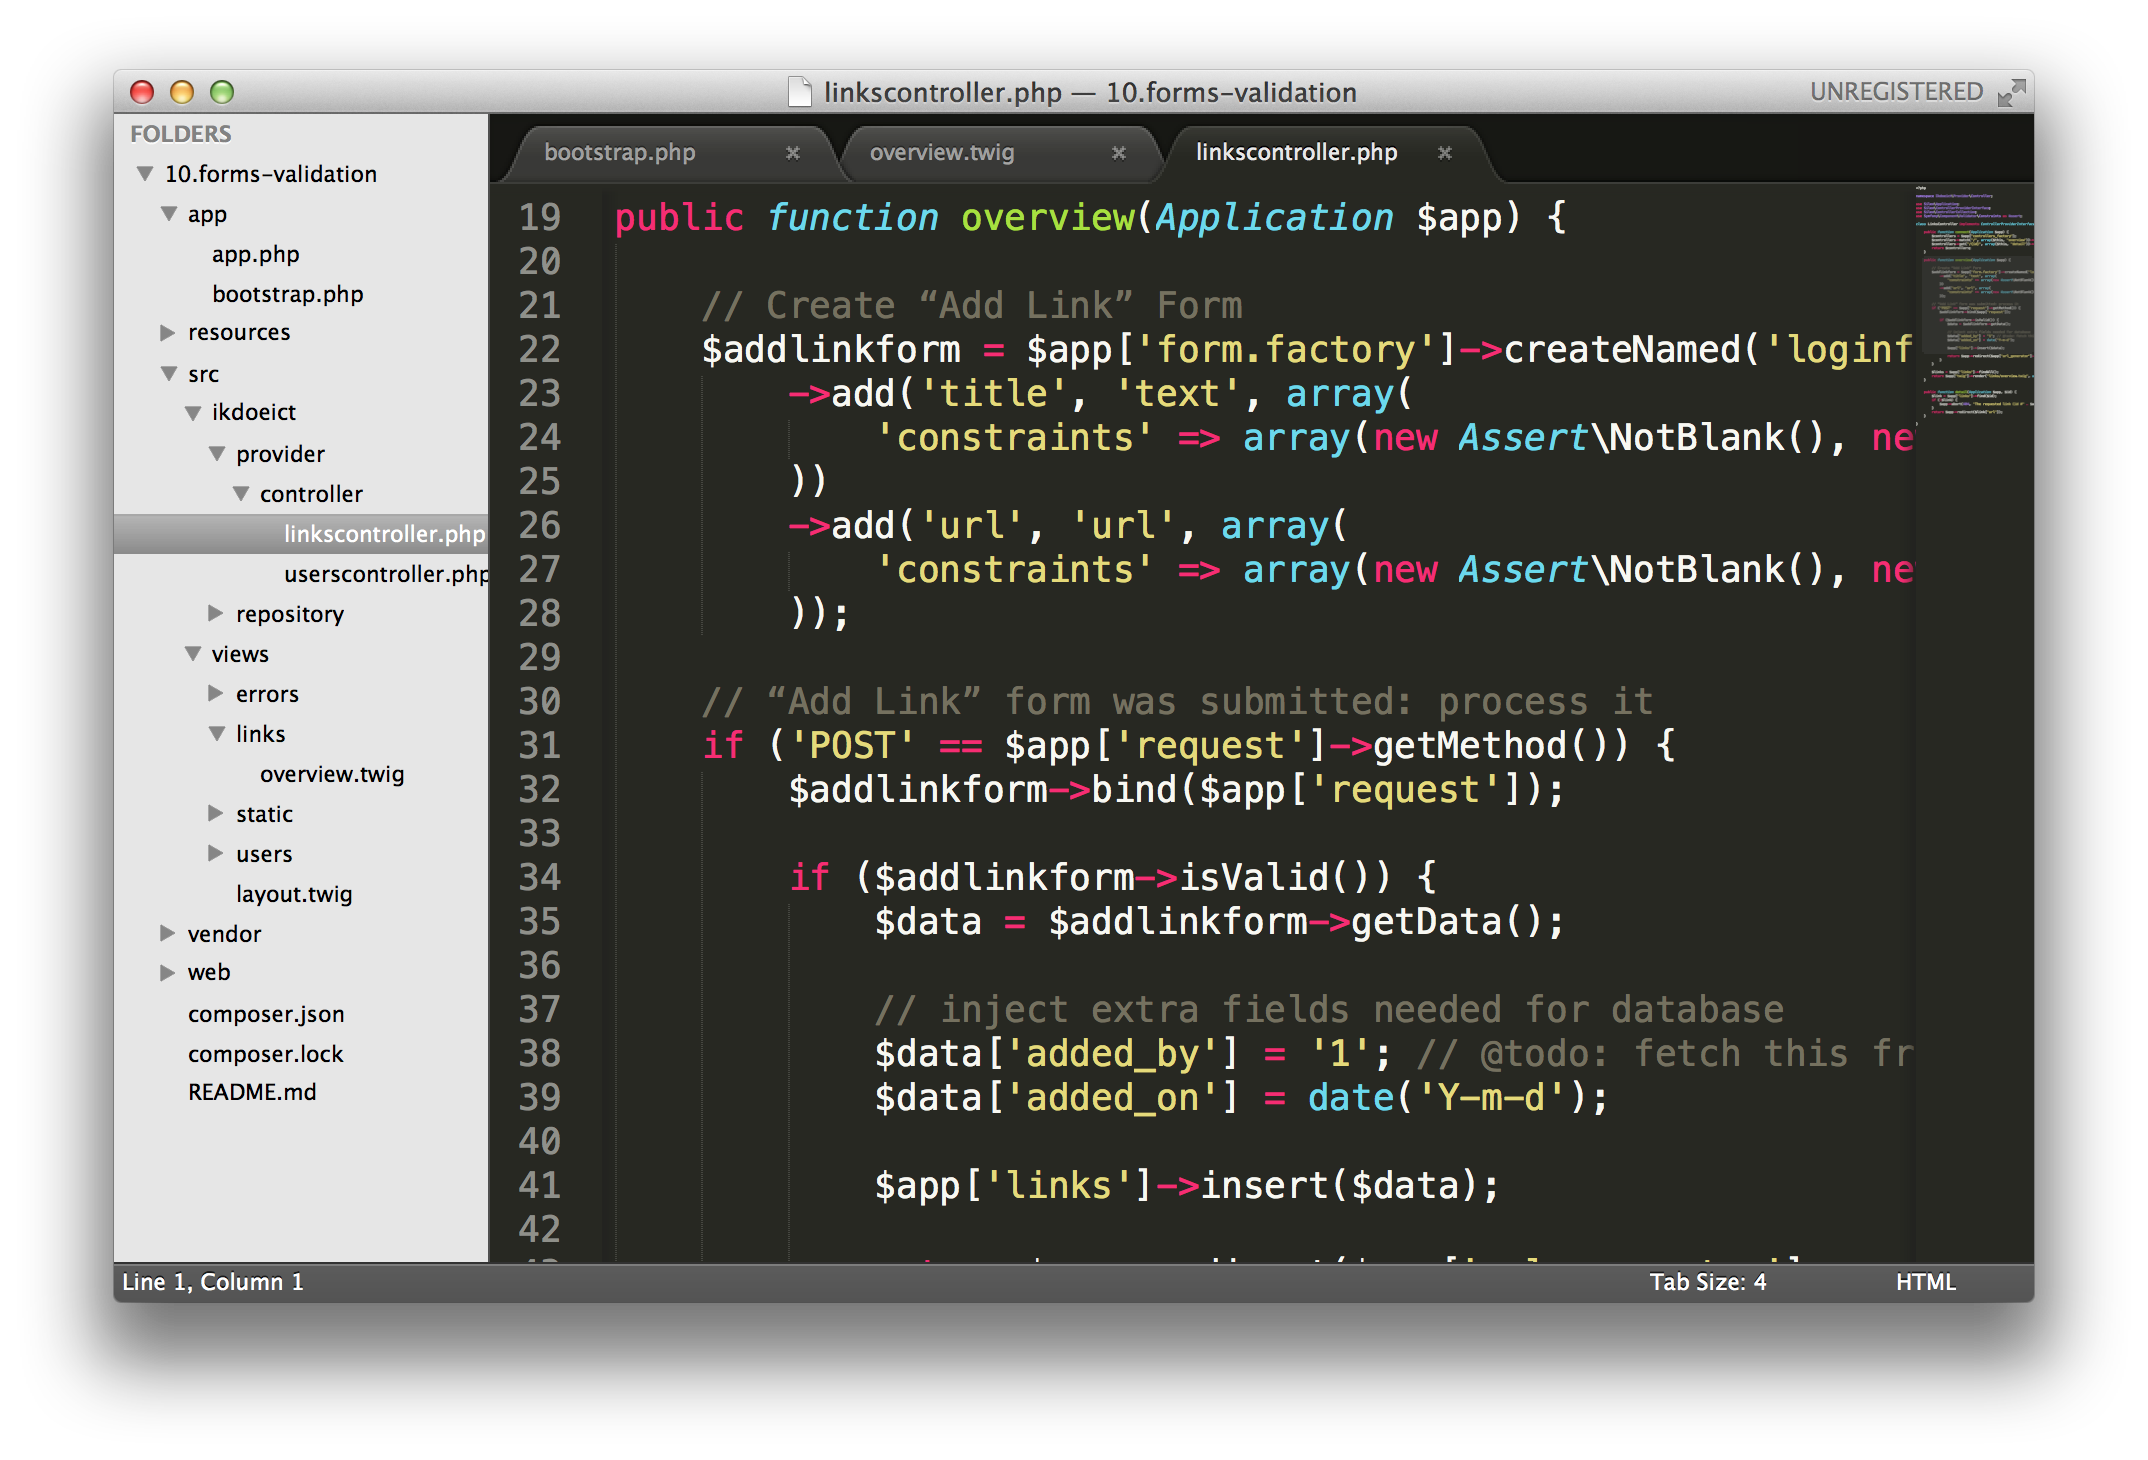 linkscontroller.php — 10.forms-validation
UNREGISTERED
FOLDERS
10.forms-validation
app
app.php
bootstrap.php
resources
src
ikdoeict
provider
controller
linkscontroller.php
userscontroller.php
repository
views
errors
links
overview.twig
static
users
layout.twig
vendor
web
composer.json
composer.lock
README.md
bootstrap.php × overview.twig × linkscontroller.php ×
19 public function overview(Application $app) {
20
21 // Create “Add Link” Form
22 $addlinkform = $app['form.factory']->createNamed('loginf
23 ->add('title', 'text', array(
24 'constraints' => array(new Assert\NotBlank(), ne
25 ))
26 ->add('url', 'url', array(
27 'constraints' => array(new Assert\NotBlank(), ne
28 ));
29
30 // “Add Link” form was submitted: process it
31 if ('POST' == $app['request']->getMethod()) {
32 $addlinkform->bind($app['request']);
33
34 if ($addlinkform->isValid()) {
35 $data = $addlinkform->getData();
36
37 // inject extra fields needed for database
38 $data['added_by'] = '1'; // @todo: fetch this fr
39 $data['added_on'] = date('Y-m-d');
40
41 $app['links']->insert($data);
42
Line 1, Column 1
Tab Size: 4
HTML